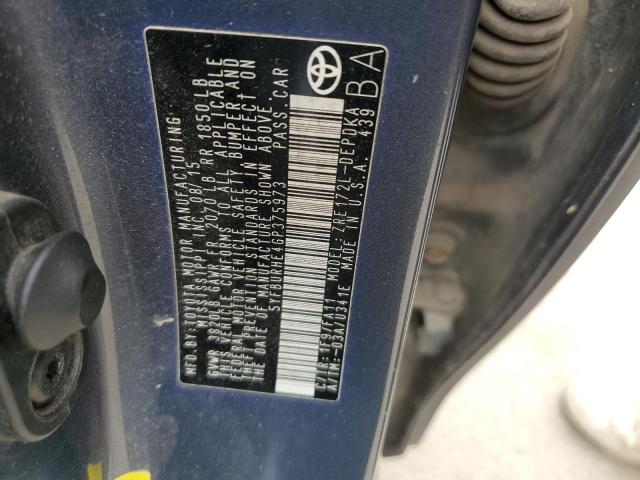 MFD.BY:TOYOTA MOTOR MANUFACTURING,
MISSISSIPPI, INC. 08/15
GVWR 3820LB GAWR FR 2070LB RR 1850LB
THIS VEHICLE CONFORMS TO ALL APPLICABLE
FEDERAL MOTOR VEHICLE SAFETY, BUMPER AND
THEFT PREVENTION STANDARDS IN EFFECT ON
THE DATE OF MANUFACTURE SHOWN ABOVE.
5YFBURHE4GP375973 PASS.CAR
C/TR:1E9/FA11 MODEL:ZRE172L-DEPDKA
A/TM:-03A/U341E MADE IN U.S.A. 439
BA